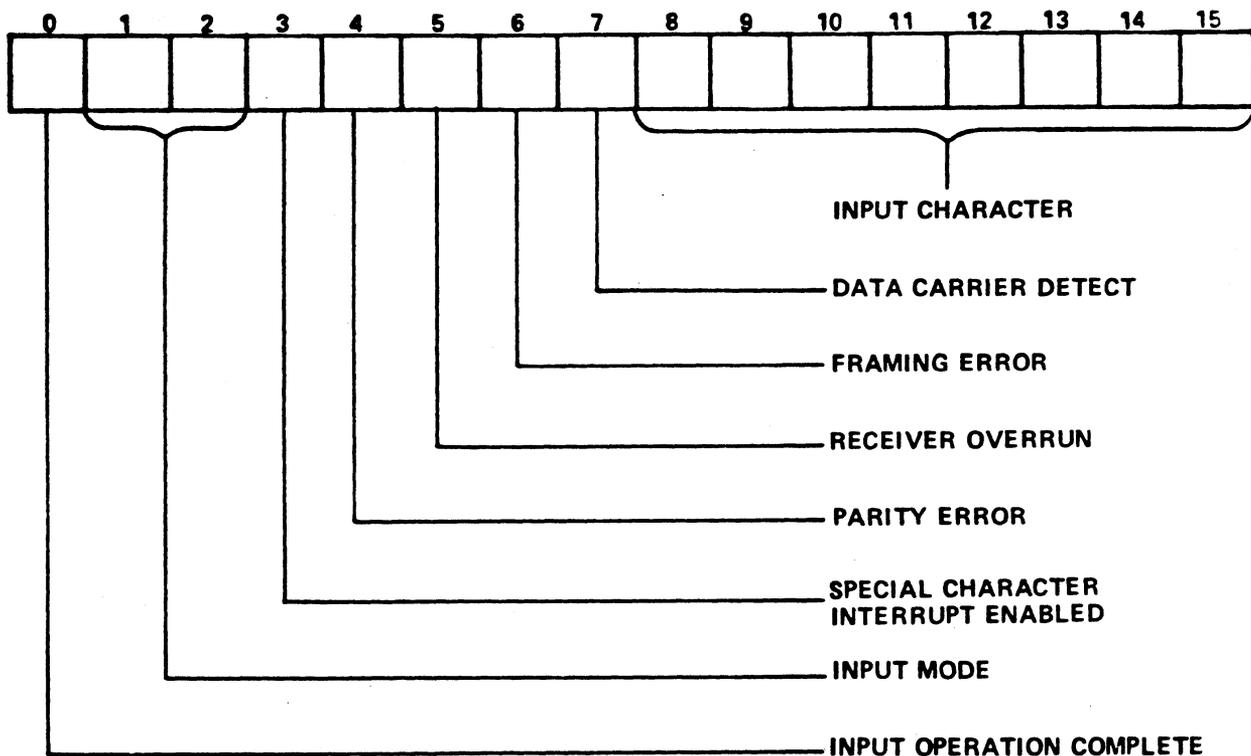 0 1 2 3 4 5 6 7 8 9 10 11 12 13 14 15
INPUT CHARACTER
DATA CARRIER DETECT
FRAMING ERROR
RECEIVER OVERRUN
PARITY ERROR
SPECIAL CHARACTER
INTERRUPT ENABLED
INPUT MODE
INPUT OPERATION COMPLETE